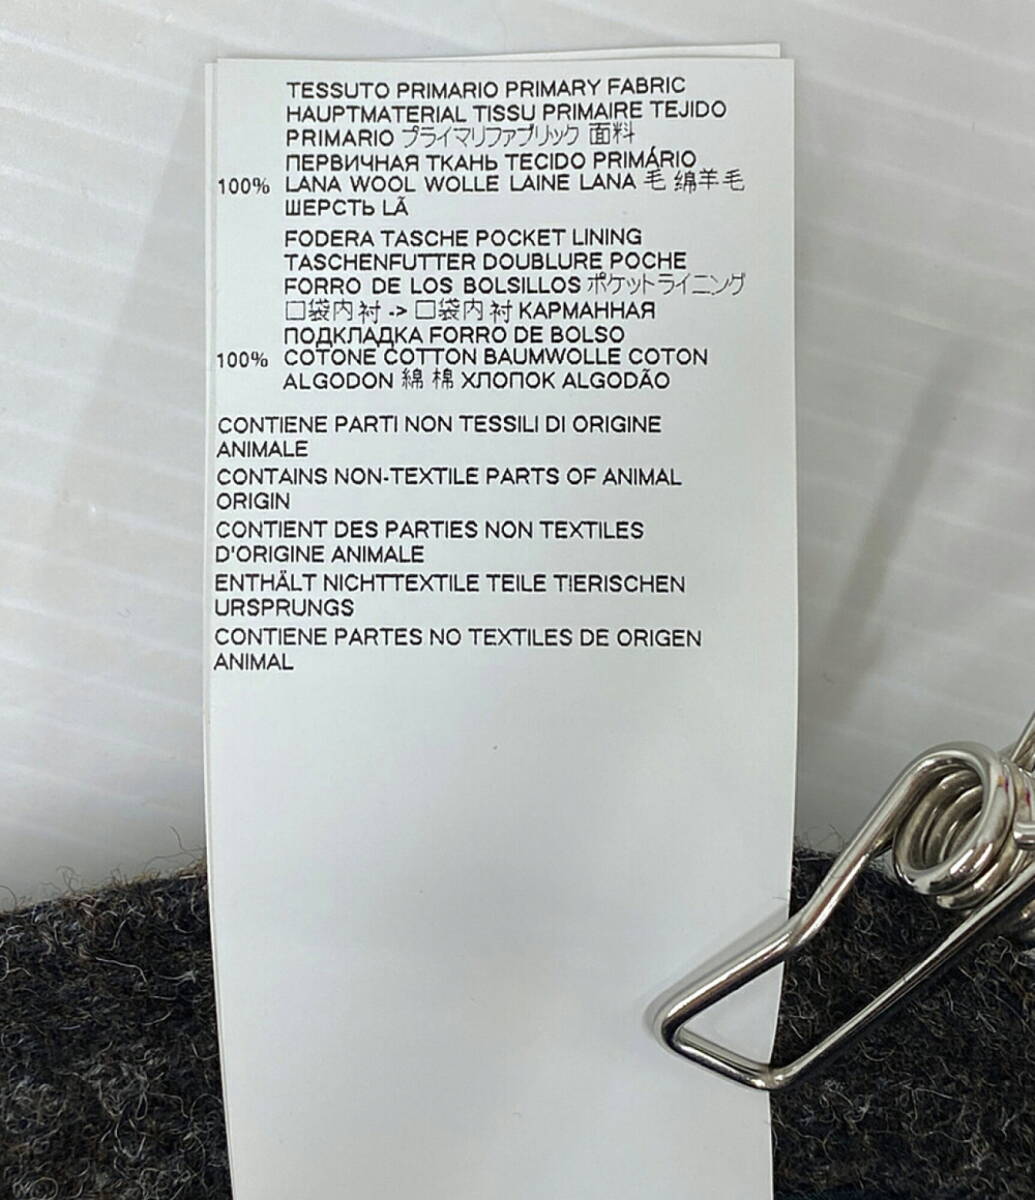 TESSUTO PRIMARIO PRIMARY FABRIC
HAUPTMATERIAL TISSU PRIMAIRE TEJIDO
PRIMARIO プライマリファブリック 面料
ПЕРВИЧНАЯ ТКАНЬ TECIDO PRIMÁRIO
100% LANA WOOL WOLLE LAINE LANA 毛 绵羊毛
ШЕРСТЬ LÃ
FODERA TASCHE POCKET LINING
TASCHENFUTTER DOUBLURE POCHE
FORRO DE LOS BOLSILLOS ポケットライニング
口袋内衬 -> 口袋内衬 КАРМАННАЯ
ПОДКЛАДКА FORRO DE BOLSO
100% COTONE COTTON BAUMWOLLE COTON
ALGODON 綿 棉 ХЛОПОК ALGODÃO
CONTIENE PARTI NON TESSILI DI ORIGINE
ANIMALE
CONTAINS NON-TEXTILE PARTS OF ANIMAL
ORIGIN
CONTIENT DES PARTIES NON TEXTILES
D'ORIGINE ANIMALE
ENTHÄLT NICHTTEXTILE TEILE TIERISCHEN
URSPRUNGS
CONTIENE PARTES NO TEXTILES DE ORIGEN
ANIMAL